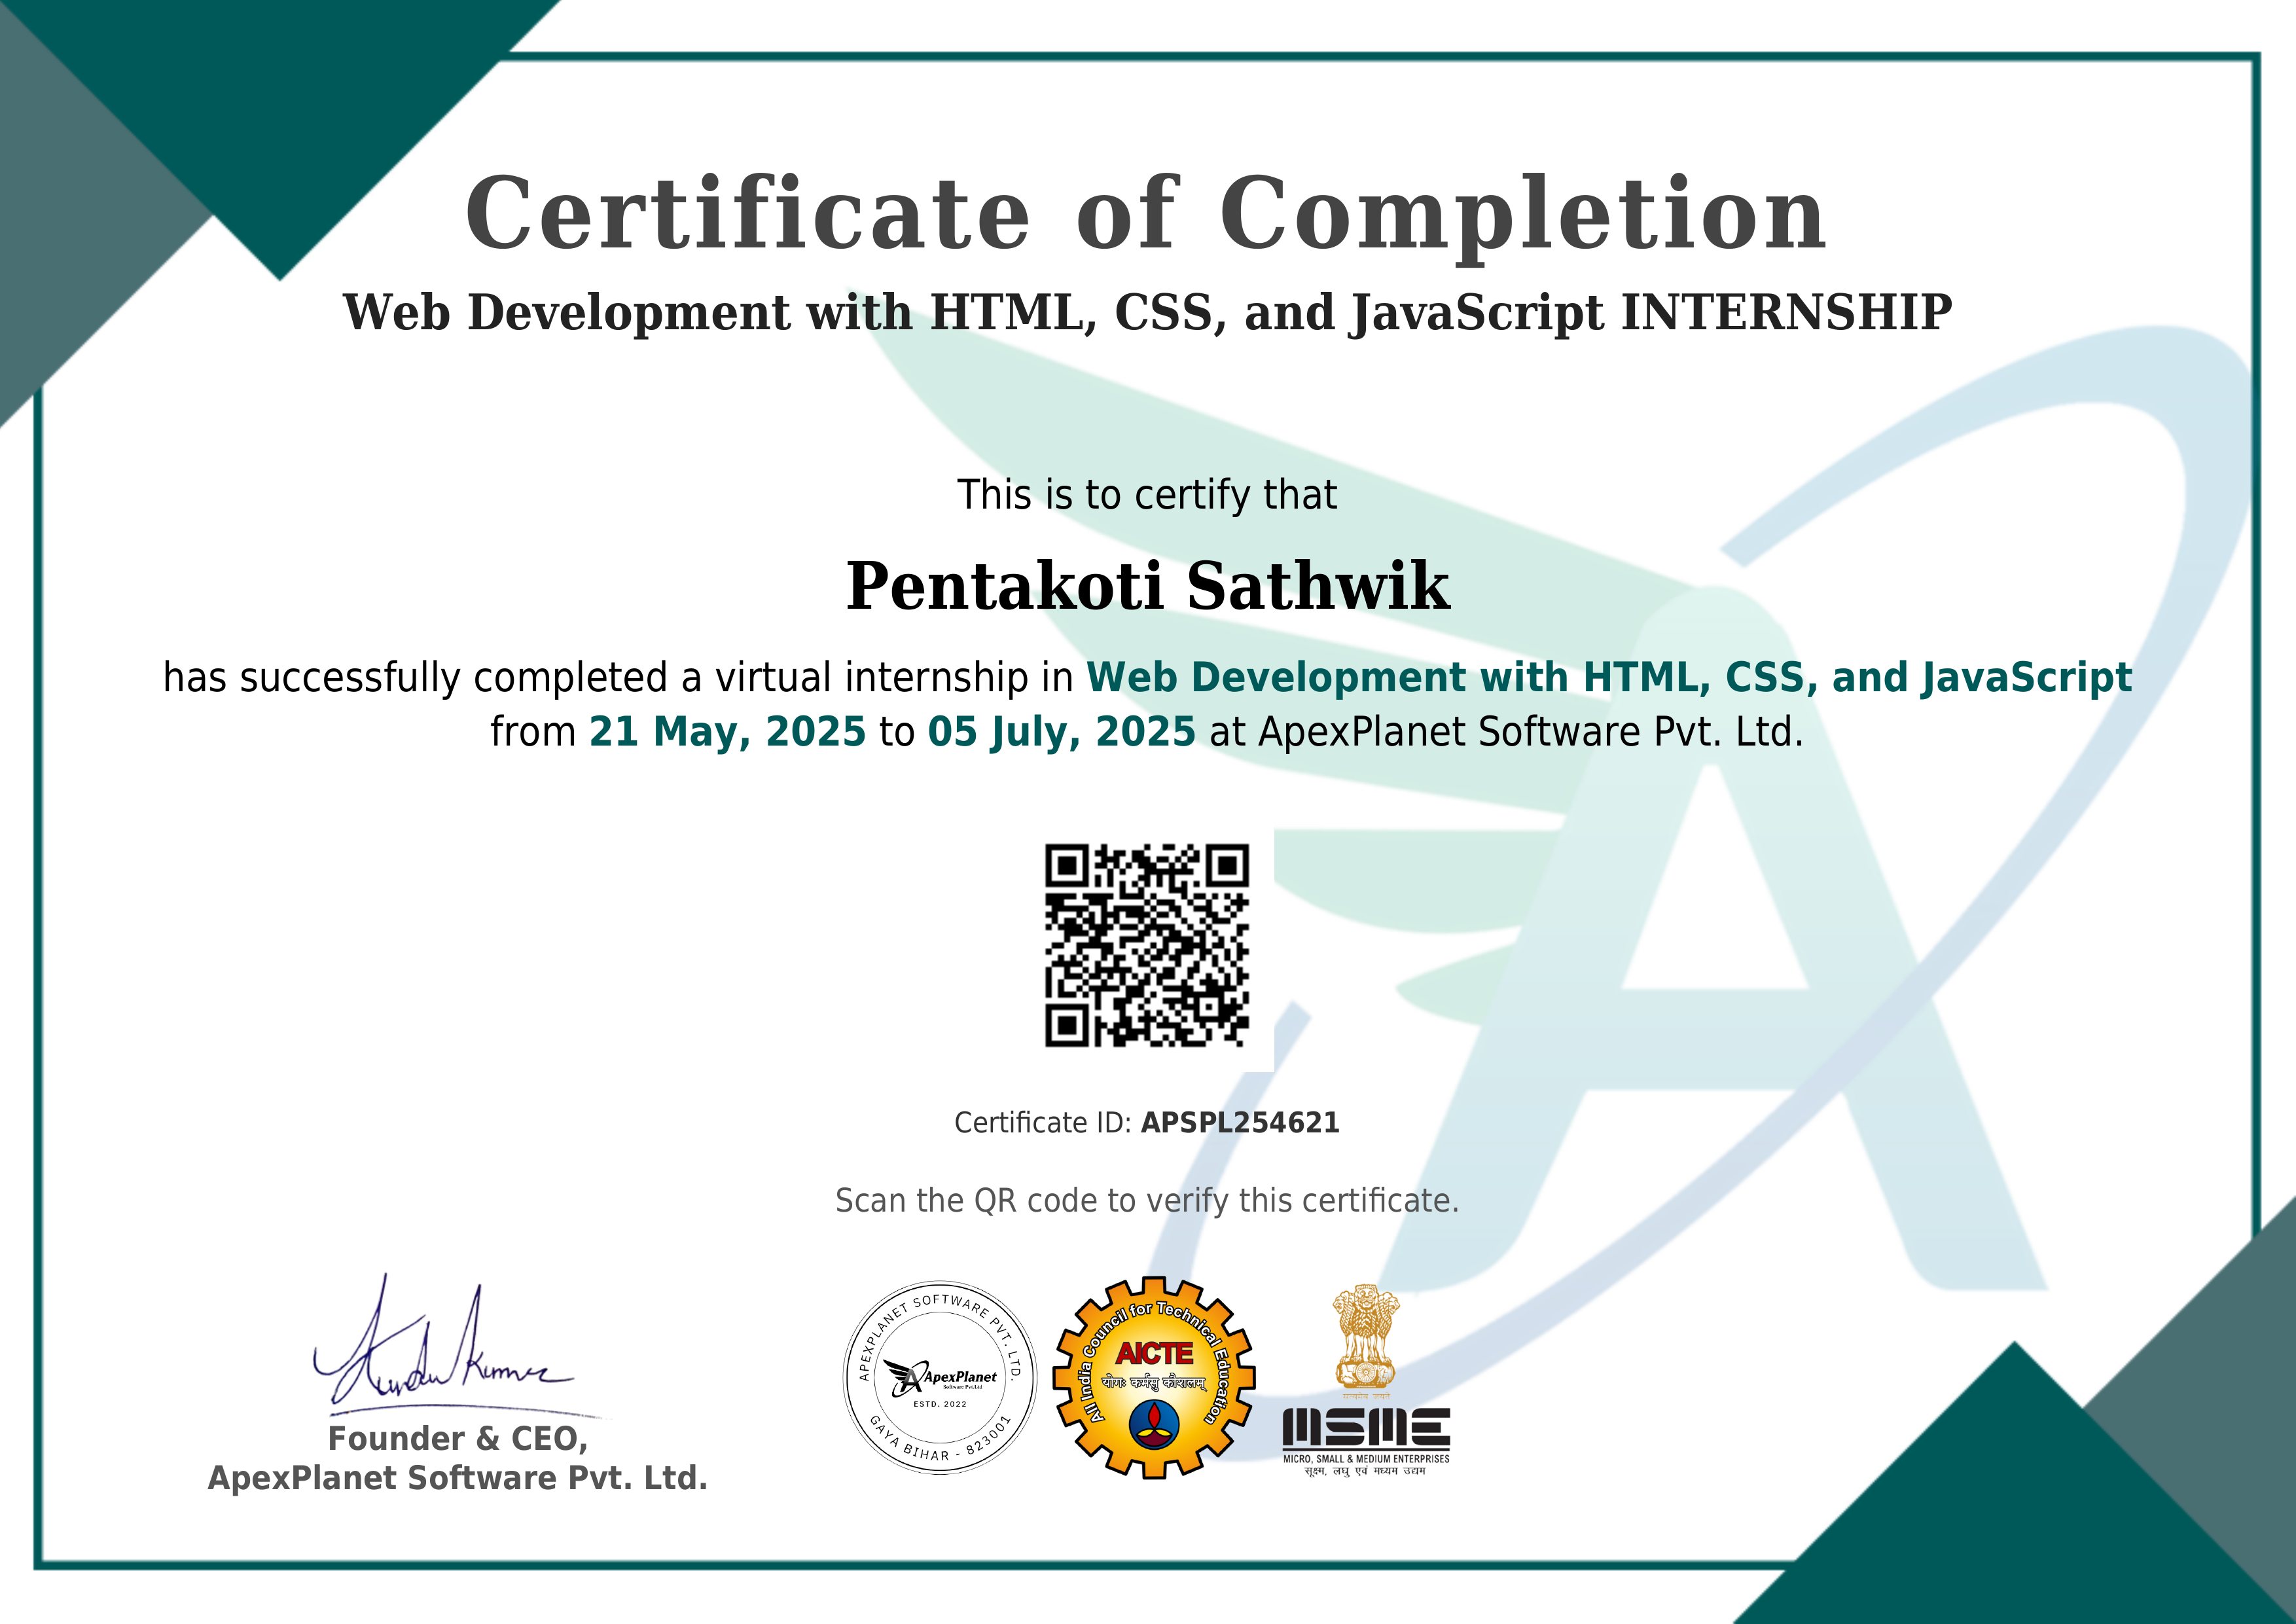 Certificate of Completion
Web Development with HTML, CSS, and JavaScript INTERNSHIP
This is to certify that
Pentakoti Sathwik
has successfully completed a virtual internship in Web Development with HTML, CSS, and JavaScript
from 21 May, 2025 to 05 July, 2025 at ApexPlanet Software Pvt. Ltd.
Certificate ID: APSPL254621
Scan the QR code to verify this certificate.
Founder & CEO,
ApexPlanet Software Pvt. Ltd.
APEXPLANET SOFTWARE PVT. LTD.
ApexPlanet
Software Pvt.Ltd
ESTD. 2022
GAYA BIHAR - 823001
All India Council for Technical Education
AICTE
योगः कर्मसु कौशलम्
सत्यमेव जयते
MSME
MICRO, SMALL & MEDIUM ENTERPRISES
सूक्ष्म, लघु एवं मध्यम उद्यम